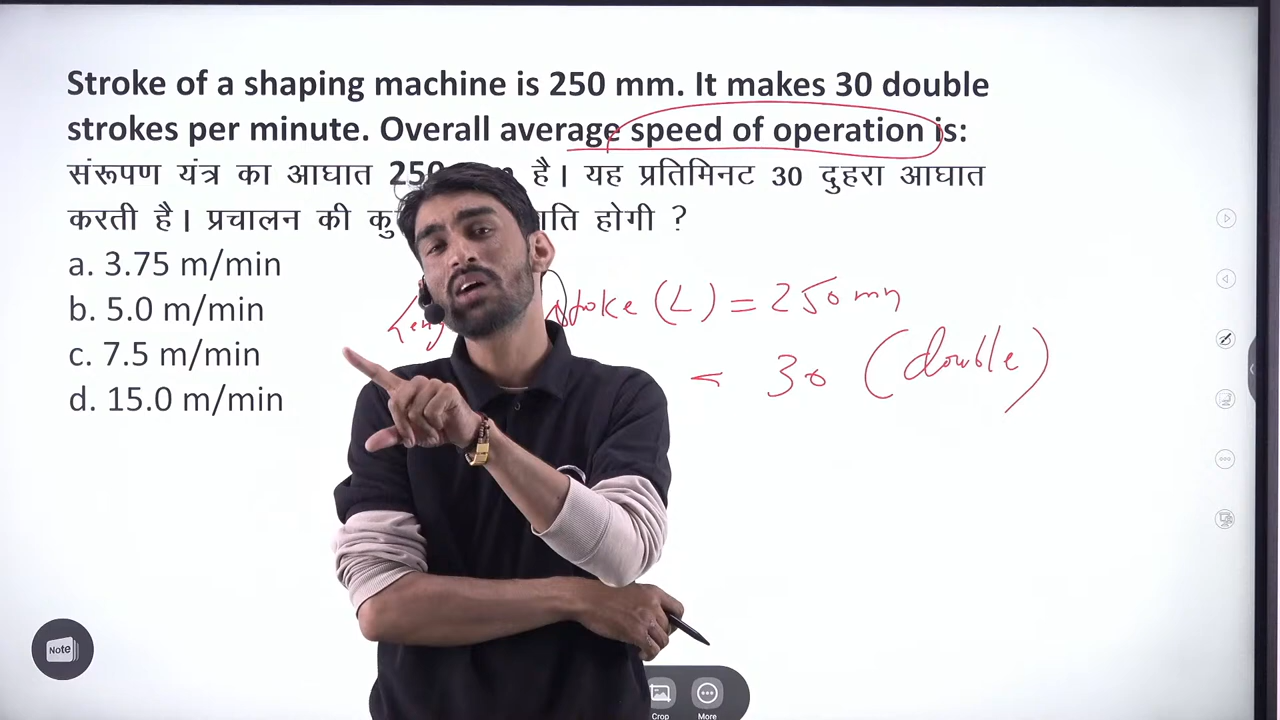 Stroke of a shaping machine is 250 mm. It makes 30 double
strokes per minute. Overall average speed of operation is:
संरूपण यंत्र का आघात 250 है। यह प्रतिमिनट 30 दुहरा आघात
करती है। प्रचालन की होगी ?
a. 3.75 m/min
b. 5.0 m/min
c. 7.5 m/min
d. 15.0 m/min
stroke (L) = 250 mm
30 (double)
Note
Crop
More